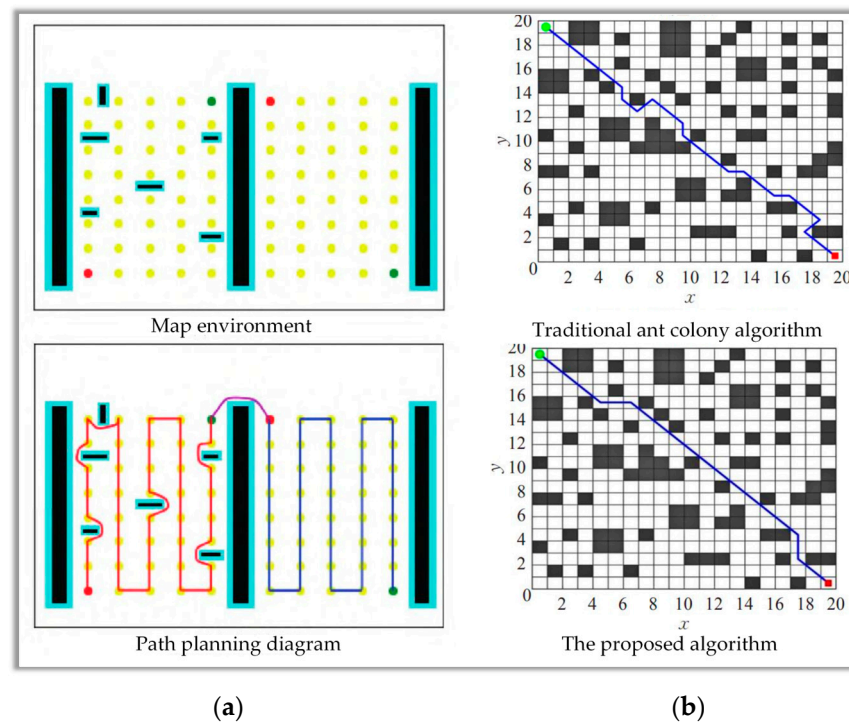 Map environment
Path planning diagram
(a)
20
18
16
14
12
10
8
6
4
2
0
y
2 4 6 8 10 12 14 16 18 20
x
Traditional ant colony algorithm
20
18
16
14
12
10
8
6
4
2
0
y
2 4 6 8 10 12 14 16 18 20
x
The proposed algorithm
(b)